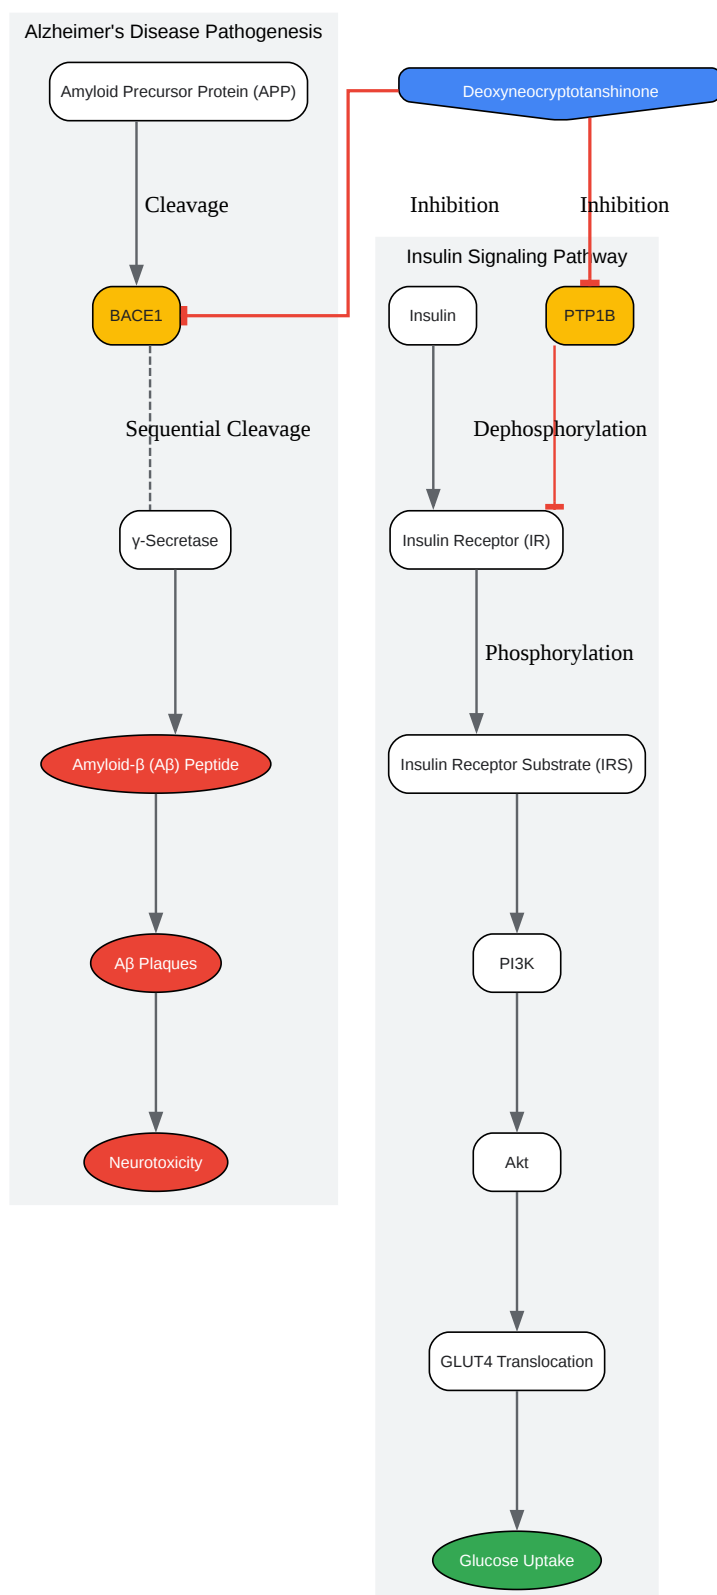 Alzheimer's Disease Pathogenesis
Amyloid Precursor Protein (APP)
Deoxyneocryptotanshinone
Cleavage
Inhibition
Inhibition
Insulin Signaling Pathway
BACE1
Insulin
PTP1B
Sequential Cleavage
Dephosphorylation
γ-Secretase
Insulin Receptor (IR)
Phosphorylation
Amyloid-β (Aβ) Peptide
Insulin Receptor Substrate (IRS)
Aβ Plaques
PI3K
Neurotoxicity
Akt
GLUT4 Translocation
Glucose Uptake